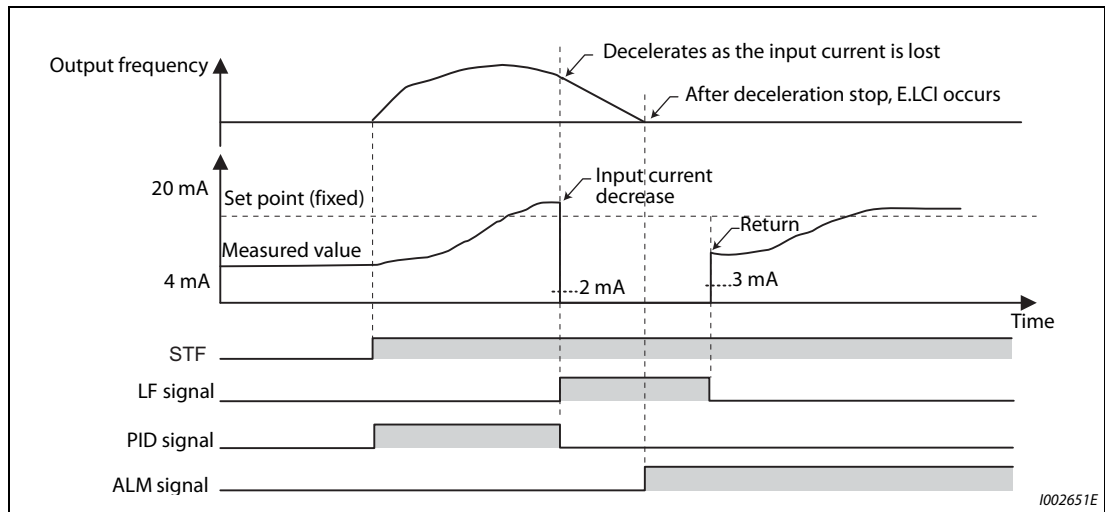 Output frequency
Decelerates as the input current is lost
After deceleration stop, E.LCI occurs
20 mA
Set point (fixed)
Input current
decrease
Return
Measured value
4 mA
2 mA
3 mA
Time
STF
LF signal
PID signal
ALM signal
I002651E